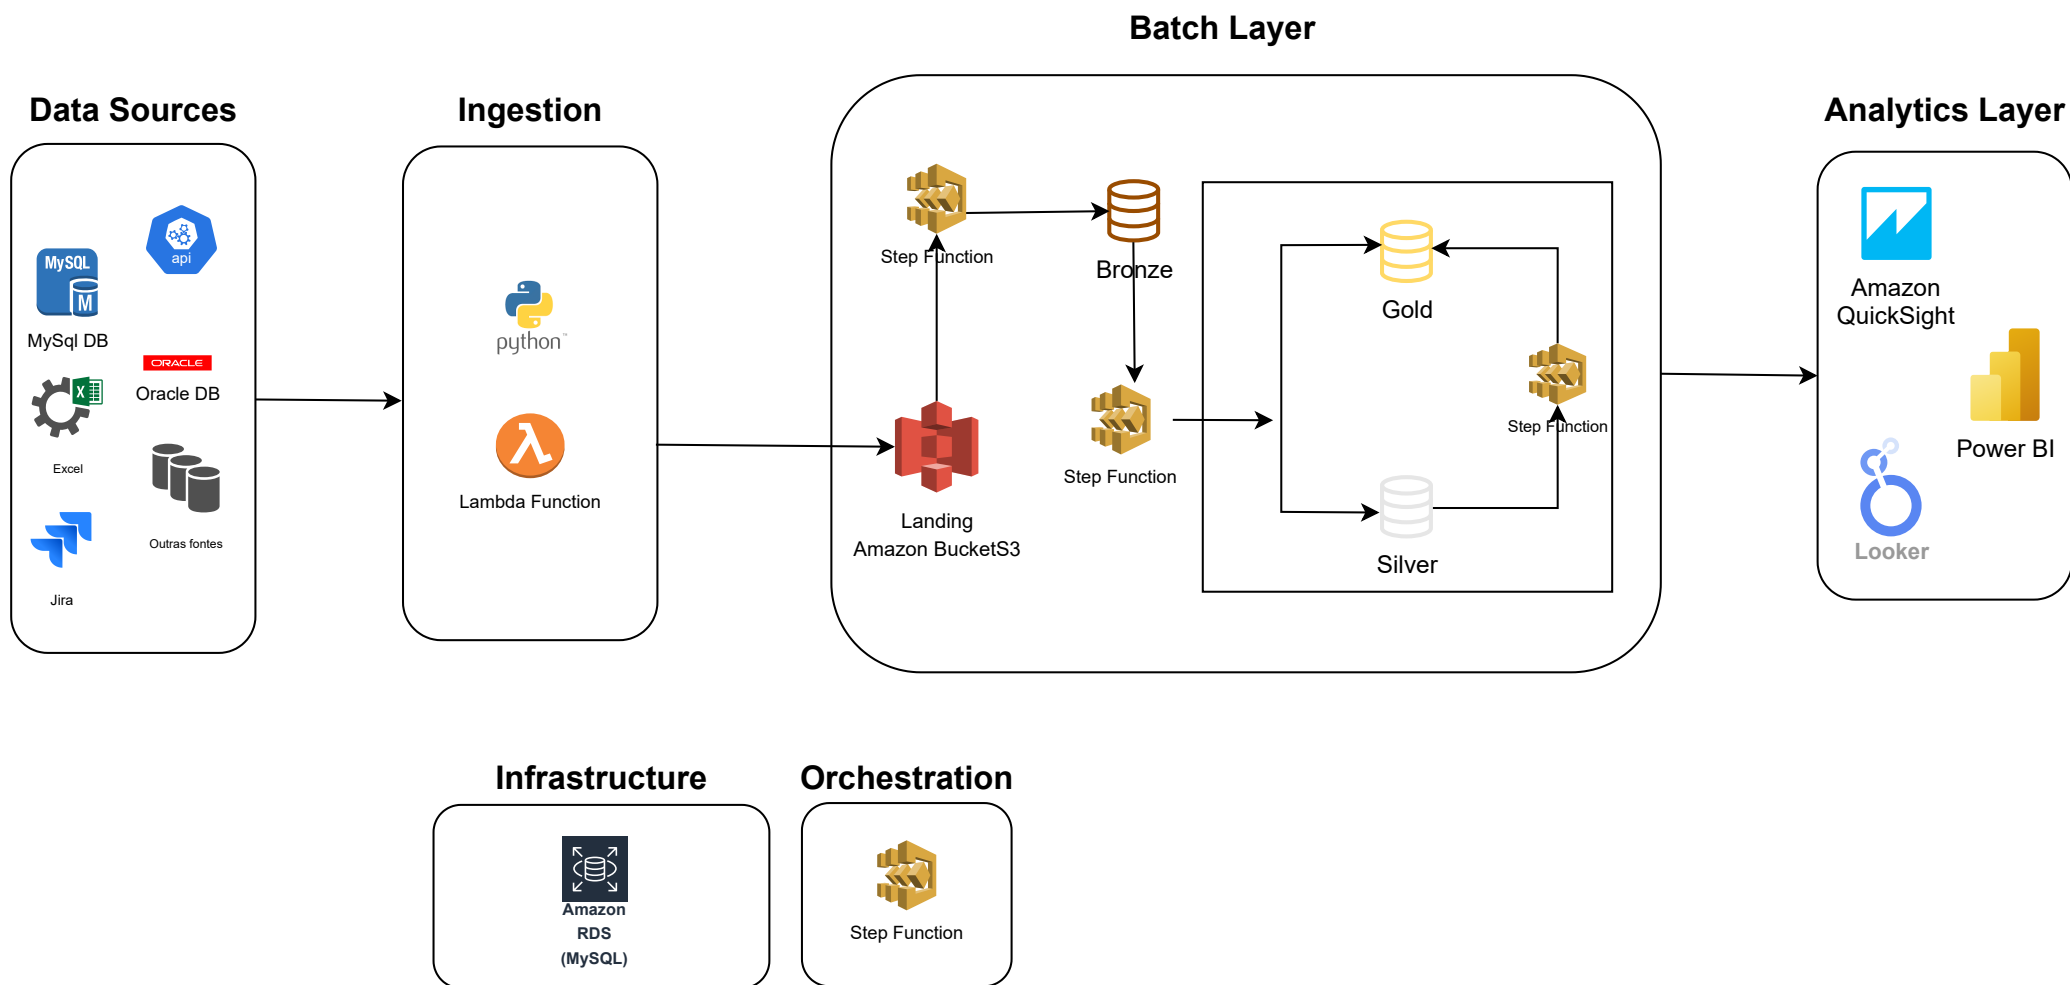 Batch Layer
Data Sources
Ingestion
Analytics Layer
api
MySQL
M
MySql DB
ORACLE
Oracle DB
X
Excel
Outras fontes
Jira
python™
Lambda Function
Step Function
Bronze
Landing
Amazon BucketS3
Step Function
Gold
Step Function
Silver
Amazon
QuickSight
Power BI
Looker
Infrastructure
Orchestration
Amazon
RDS
(MySQL)
Step Function